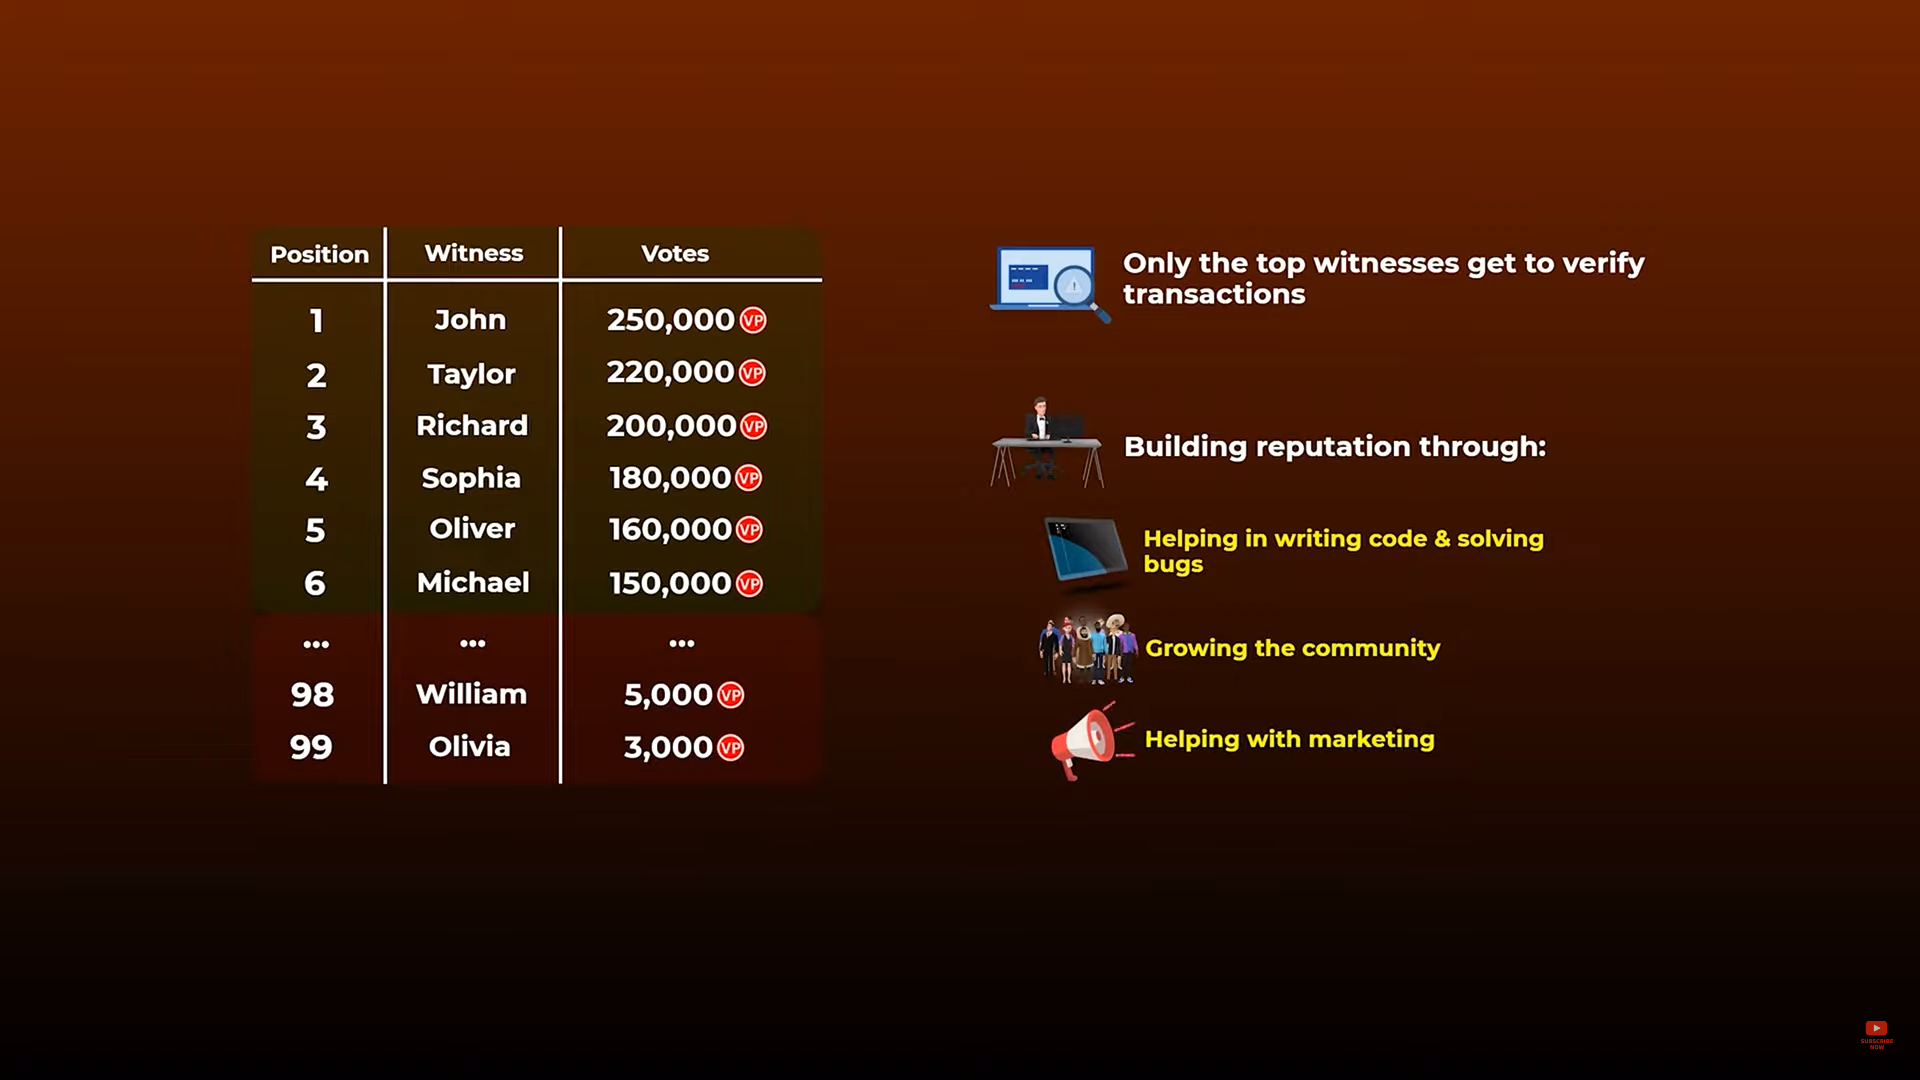 Position Witness Votes
1 John 250,000 VP
2 Taylor 220,000 VP
3 Richard 200,000 VP
4 Sophia 180,000 VP
5 Oliver 160,000 VP
6 Michael 150,000 VP
... ... ...
98 William 5,000 VP
99 Olivia 3,000 VP
Only the top witnesses get to verify
transactions
Building reputation through:
Helping in writing code & solving
bugs
Growing the community
Helping with marketing
SUBSCRIBE
NOW